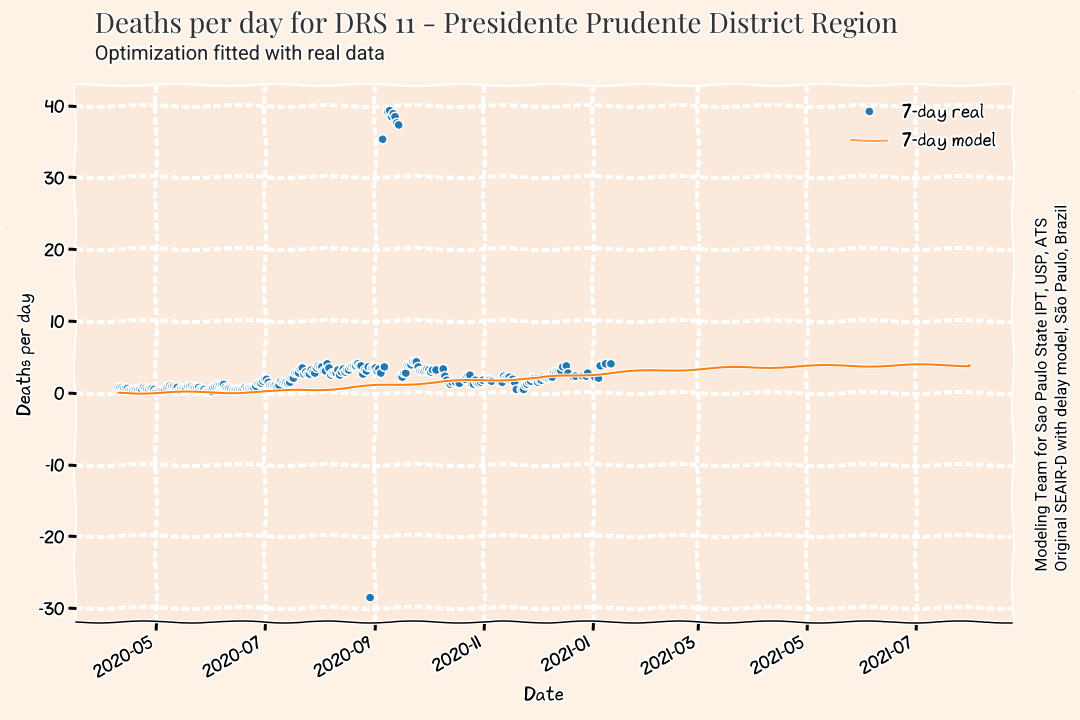 Deaths per day for DRS 11 - Presidente Prudente District Region
Optimization fitted with real data
7-day real
7-day model
40
30
20
10
0
-10
-20
-30
Deaths per day
2020-05
2020-07
2020-09
2020-11
2021-01
2021-03
2021-05
2021-07
Date
Modeling Team for Sao Paulo State IPT, USP, ATS
Original SEAIR-D with delay model, São Paulo, Brazil